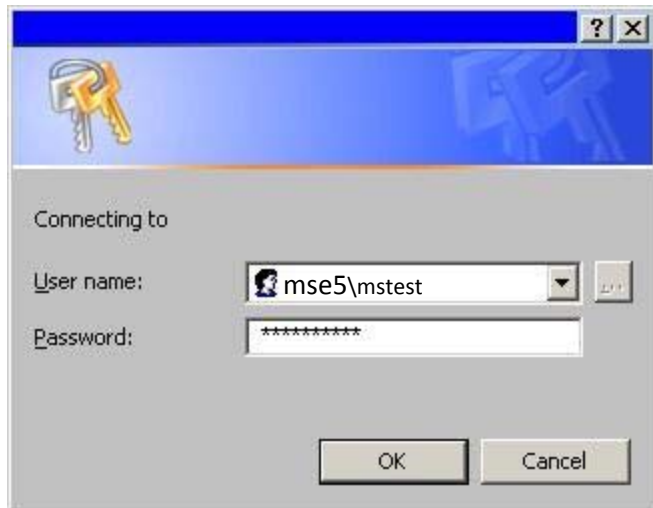 Connecting to
User name: mse5\mstest ...
Password: **********
OK Cancel